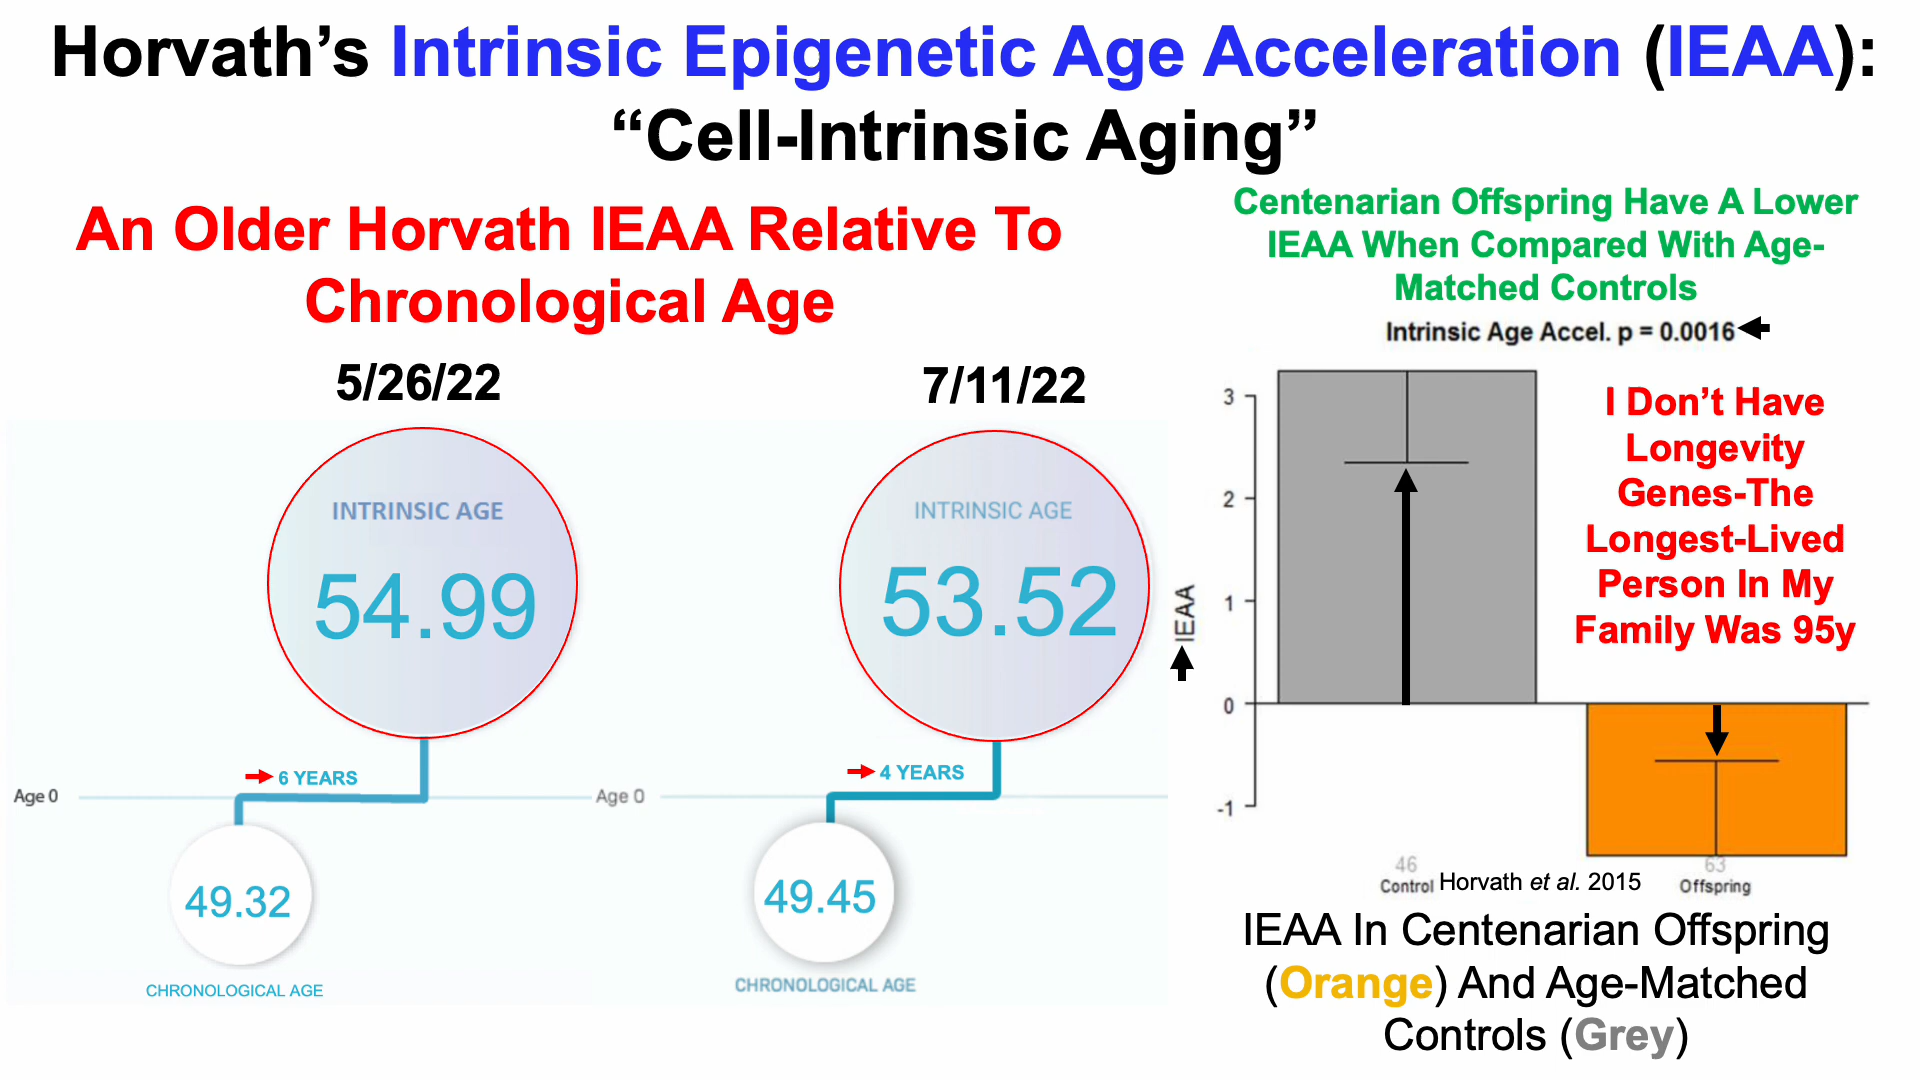 Horvath’s Intrinsic Epigenetic Age Acceleration (IEAA):
“Cell-Intrinsic Aging”
An Older Horvath IEAA Relative To
Chronological Age
5/26/22
INTRINSIC AGE
54.99
6 YEARS
Age 0
49.32
CHRONOLOGICAL AGE
7/11/22
INTRINSIC AGE
53.52
4 YEARS
Age 0
49.45
CHRONOLOGICAL AGE
Centenarian Offspring Have A Lower
IEAA When Compared With Age-
Matched Controls
Intrinsic Age Accel. p = 0.0016
IEAA
3
2
1
0
-1
I Don’t Have
Longevity
Genes-The
Longest-Lived
Person In My
Family Was 95y
46
Control
63
Offspring
Horvath et al. 2015
IEAA In Centenarian Offspring
(Orange) And Age-Matched
Controls (Grey)